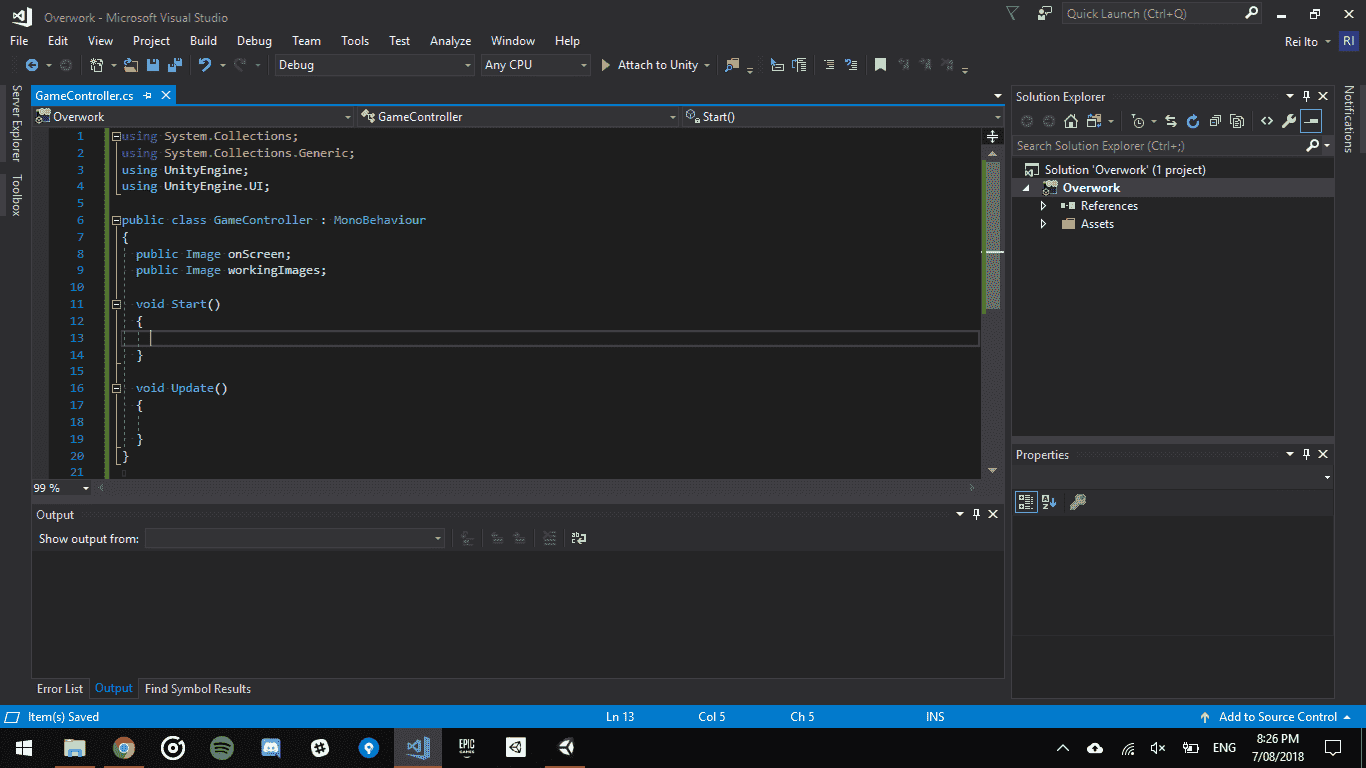 Overwork - Microsoft Visual Studio
Quick Launch (Ctrl+Q)
File Edit View Project Build Debug Team Tools Test Analyze Window Help
Rei Ito RI
Debug Any CPU Attach to Unity
Server Explorer
Toolbox
GameController.cs
Overwork GameController Start()
1 using System.Collections;
2 using System.Collections.Generic;
3 using UnityEngine;
4 using UnityEngine.UI;
5
6 public class GameController : MonoBehaviour
7 {
8 public Image onScreen;
9 public Image workingImages;
10
11 void Start()
12 {
13
14 }
15
16 void Update()
17 {
18
19 }
20 }
21
99 %
Output
Show output from:
Error List Output Find Symbol Results
Solution Explorer
Search Solution Explorer (Ctrl+;)
Solution 'Overwork' (1 project)
Overwork
References
Assets
Properties
Notifications
Item(s) Saved Ln 13 Col 5 Ch 5 INS Add to Source Control
EPIC
GAMES
ENG
8:26 PM
7/08/2018